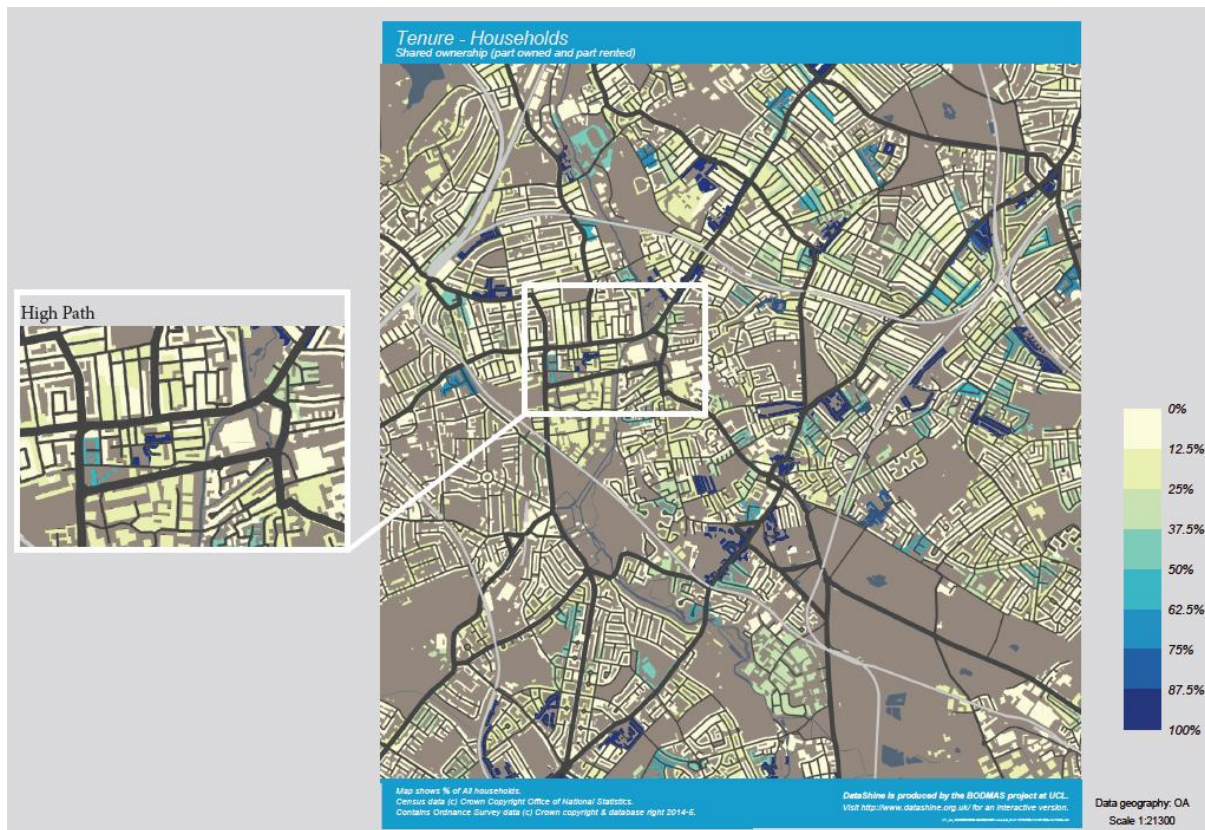 Tenure - Households
Shared ownership (part owned and part rented)
High Path
0%
12.5%
25%
37.5%
50%
62.5%
75%
87.5%
100%
Map shows % of All households.
Census data (c) Crown Copyright Office of National Statistics.
Contains Ordnance Survey data (c) Crown copyright & database right 2014-5.
DataShine is produced by the BODMAS project at UCL.
Visit http://www.datashine.org.uk/ for an interactive version.
Data geography: OA
Scale 1:21300